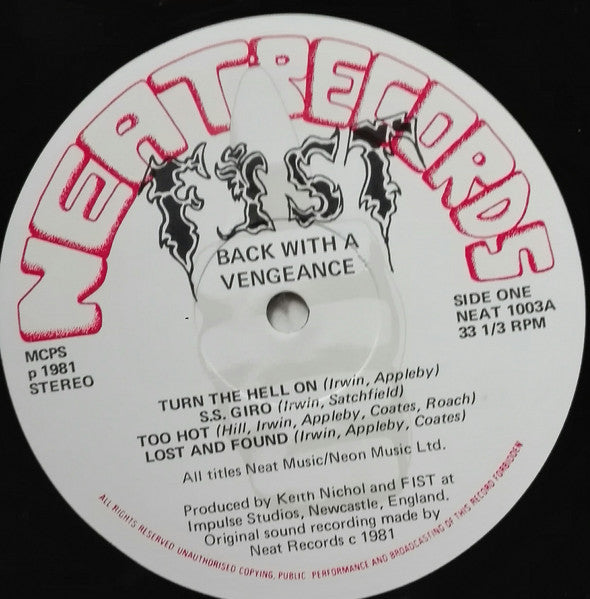 NEAT RECORDS
FIST
BACK WITH A
VENGEANCE
MCPS
p 1981
STEREO
SIDE ONE
NEAT 1003A
33 1/3 RPM
TURN THE HELL ON (Irwin, Appleby)
S.S. GIRO (Irwin, Satchfield)
TOO HOT (Hill, Irwin, Appleby, Coates, Roach)
LOST AND FOUND (Irwin, Appleby, Coates)
All titles Neat Music/Neon Music Ltd.
Produced by Keith Nichol and FIST at
Impulse Studios, Newcastle, England.
Original sound recording made by
Neat Records c 1981
ALL RIGHTS RESERVED UNAUTHORISED COPYING, PUBLIC PERFORMANCE AND BROADCASTING OF THIS RECORD FORBIDDEN